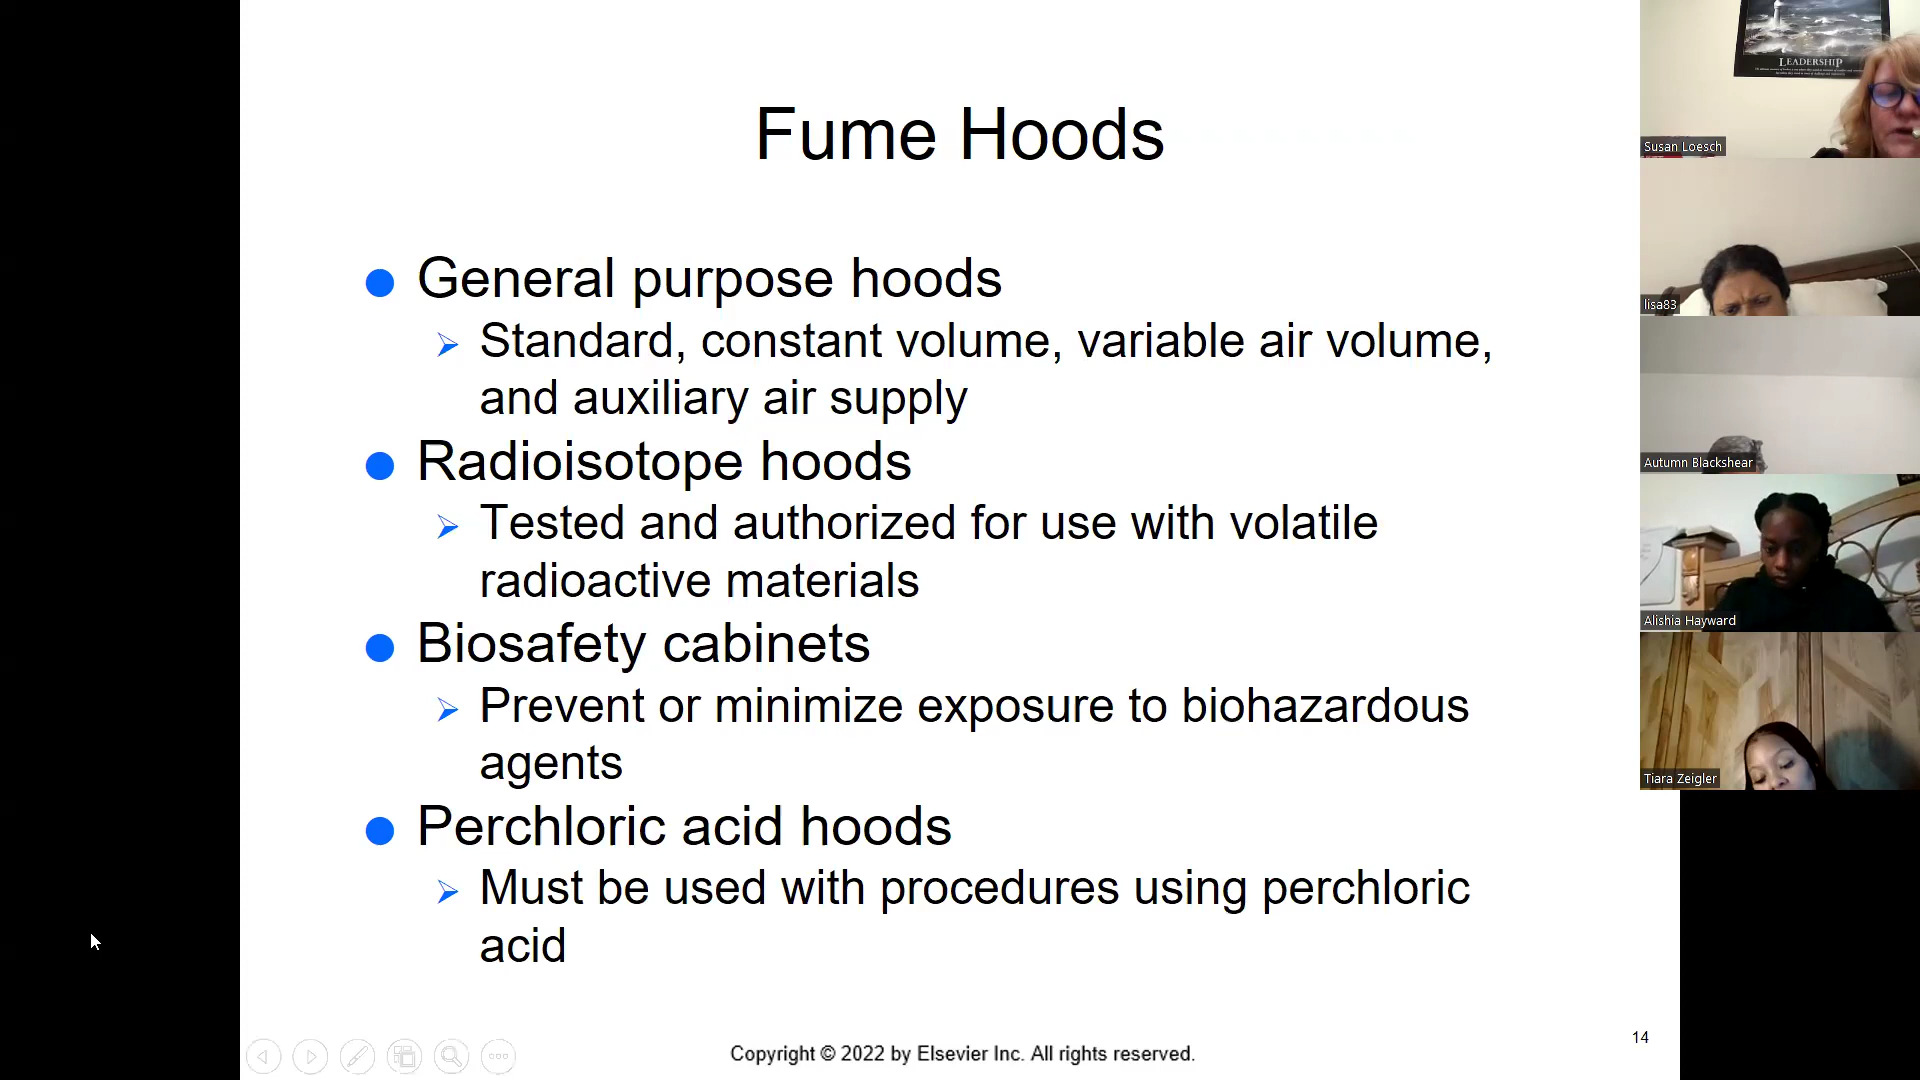 Fume Hoods
General purpose hoods
Standard, constant volume, variable air volume,
and auxiliary air supply
Radioisotope hoods
Tested and authorized for use with volatile
radioactive materials
Biosafety cabinets
Prevent or minimize exposure to biohazardous
agents
Perchloric acid hoods
Must be used with procedures using perchloric
acid
14
Copyright © 2022 by Elsevier Inc. All rights reserved.
LEADERSHIP
Susan Loesch
lisa83
Autumn Blackshear
Alishia Hayward
Tiara Zeigler